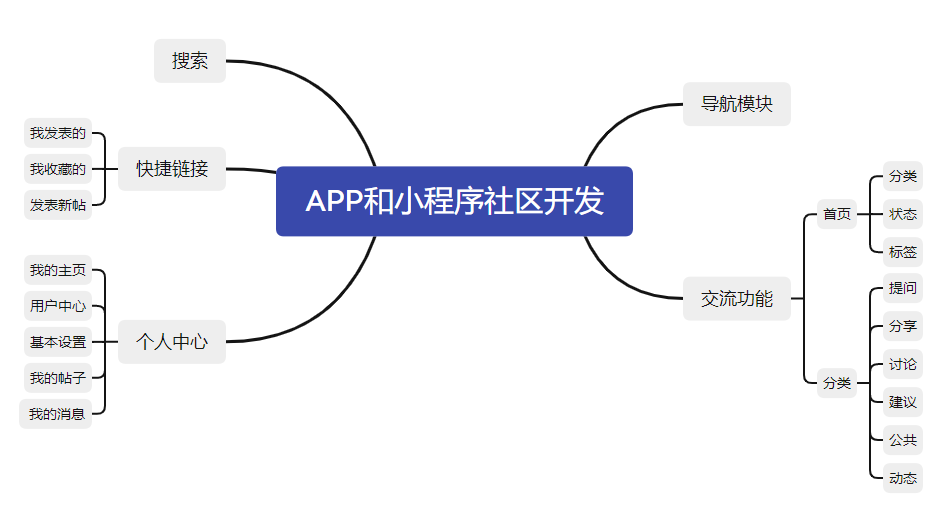 APP和小程序社区开发
搜索
快捷链接
我发表的
我收藏的
发表新帖
个人中心
我的主页
用户中心
基本设置
我的帖子
我的消息
导航模块
交流功能
首页
分类
状态
标签
分类
提问
分享
讨论
建议
公共
动态